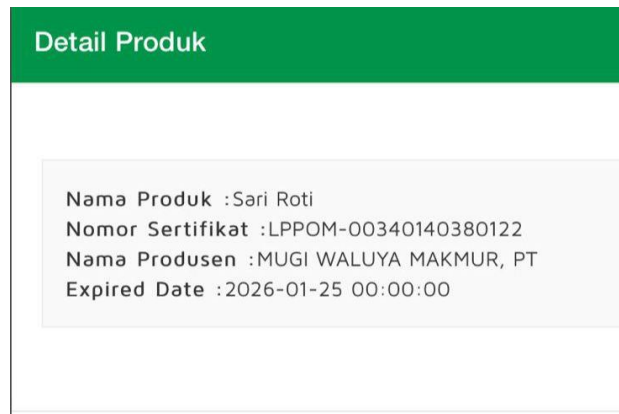 Detail Produk
Nama Produk :Sari Roti
Nomor Sertifikat :LPPOM-00340140380122
Nama Produsen :MUGI WALUYA MAKMUR, PT
Expired Date :2026-01-25 00:00:00